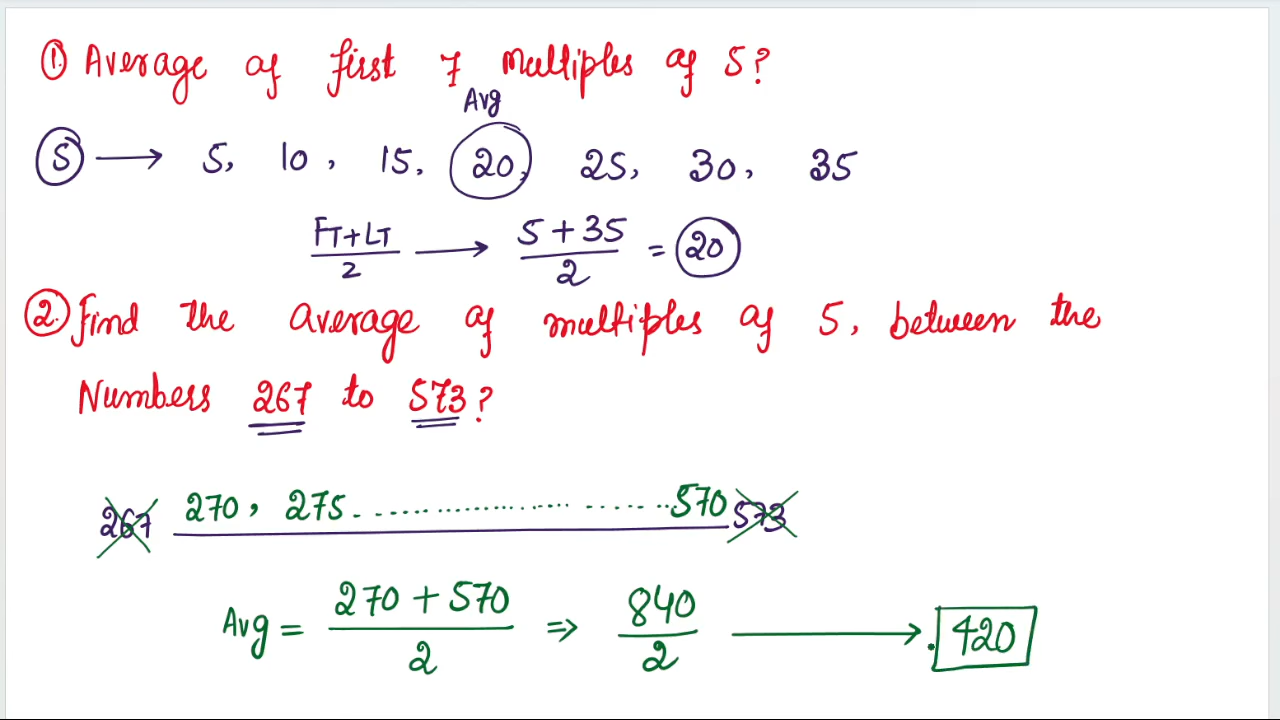 ① Average of first 7 multiples of 5?
Avg
⑤ → 5, 10, 15, 20, 25, 30, 35
FT+LT/2 → 5+35/2 = 20
② Find the average of multiples of 5, between the
Numbers 267 to 573?
267 270, 275. .................. 570 573
Avg = 270+570/2 ⇒ 840/2 → .420